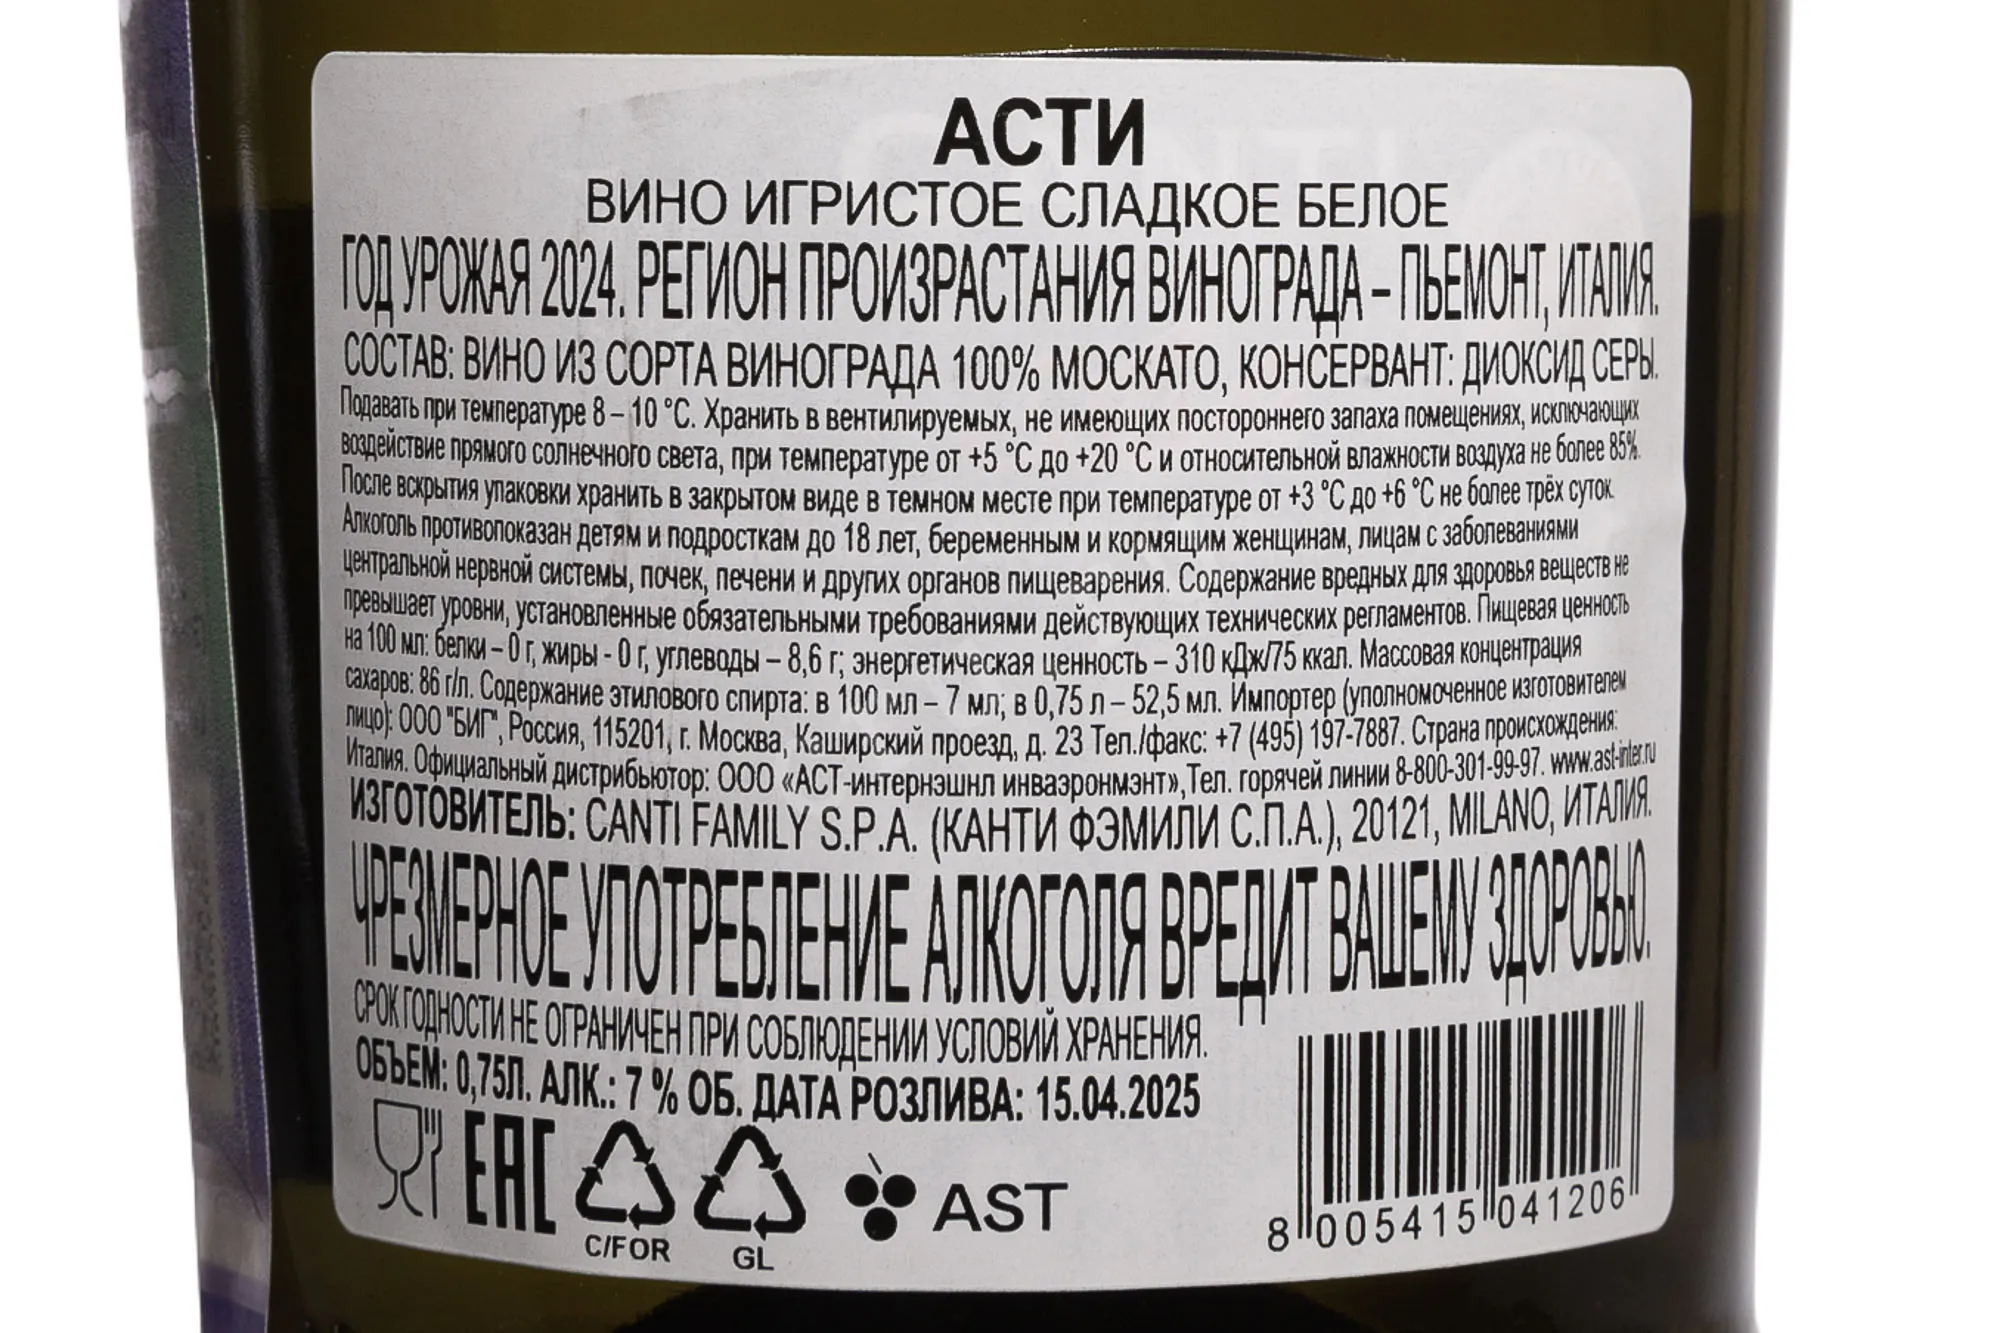 АСТИ
ВИНО ИГРИСТОЕ СЛАДКОЕ БЕЛОЕ
ГОД УРОЖАЯ 2024. РЕГИОН ПРОИЗРАСТАНИЯ ВИНОГРАДА – ПЬЕМОНТ, ИТАЛИЯ.
СОСТАВ: ВИНО ИЗ СОРТА ВИНОГРАДА 100% МОСКАТО, КОНСЕРВАНТ: ДИОКСИД СЕРЫ.
Подавать при температуре 8 – 10 °С. Хранить в вентилируемых, не имеющих постороннего запаха помещениях, исключающих
воздействие прямого солнечного света, при температуре от +5 °С до +20 °С и относительной влажности воздуха не более 85%.
После вскрытия упаковки хранить в закрытом виде в темном месте при температуре от +3 °С до +6 °С не более трёх суток.
Алкоголь противопоказан детям и подросткам до 18 лет, беременным и кормящим женщинам, лицам с заболеваниями
центральной нервной системы, почек, печени и других органов пищеварения. Содержание вредных для здоровья веществ не
превышает уровни, установленные обязательными требованиями действующих технических регламентов. Пищевая ценность
на 100 мл: белки – 0 г, жиры - 0 г, углеводы – 8,6 г; энергетическая ценность – 310 кДж/75 ккал. Массовая концентрация
сахаров: 86 г/л. Содержание этилового спирта: в 100 мл – 7 мл; в 0,75 л – 52,5 мл. Импортер (уполномоченное изготовителем
лицо): ООО "БИГ", Россия, 115201, г. Москва, Каширский проезд, д. 23 Тел./факс: +7 (495) 197-7887. Страна происхождения:
Италия. Официальный дистрибьютор: ООО «АСТ-интернэшнл инваэронмэнт»,Тел. горячей линии 8-800-301-99-97. www.ast-inter.ru
ИЗГОТОВИТЕЛЬ: CANTI FAMILY S.P.A. (КАНТИ ФЭМИЛИ С.П.А.), 20121, MILANO, ИТАЛИЯ.
ЧРЕЗМЕРНОЕ УПОТРЕБЛЕНИЕ АЛКОГОЛЯ ВРЕДИТ ВАШЕМУ ЗДОРОВЬЮ.
СРОК ГОДНОСТИ НЕ ОГРАНИЧЕН ПРИ СОБЛЮДЕНИИ УСЛОВИЙ ХРАНЕНИЯ.
ОБЪЕМ: 0,75Л. АЛК.: 7 % ОБ. ДАТА РОЗЛИВА: 15.04.2025
EAC
C/FOR
GL
AST
8 005415 041206